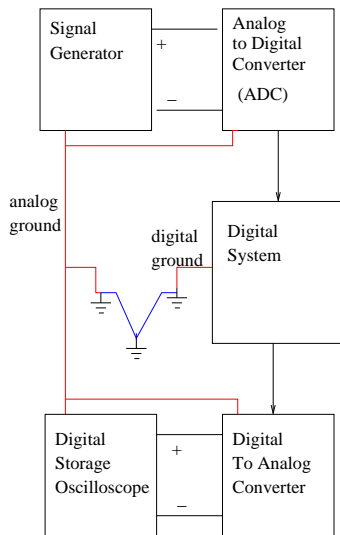 Signal
Generator
+
−
Analog
to Digital
Converter
(ADC)
analog
ground
digital
ground
Digital
System
Digital
Storage
Oscilloscope
+
−
Digital
To Analog
Converter